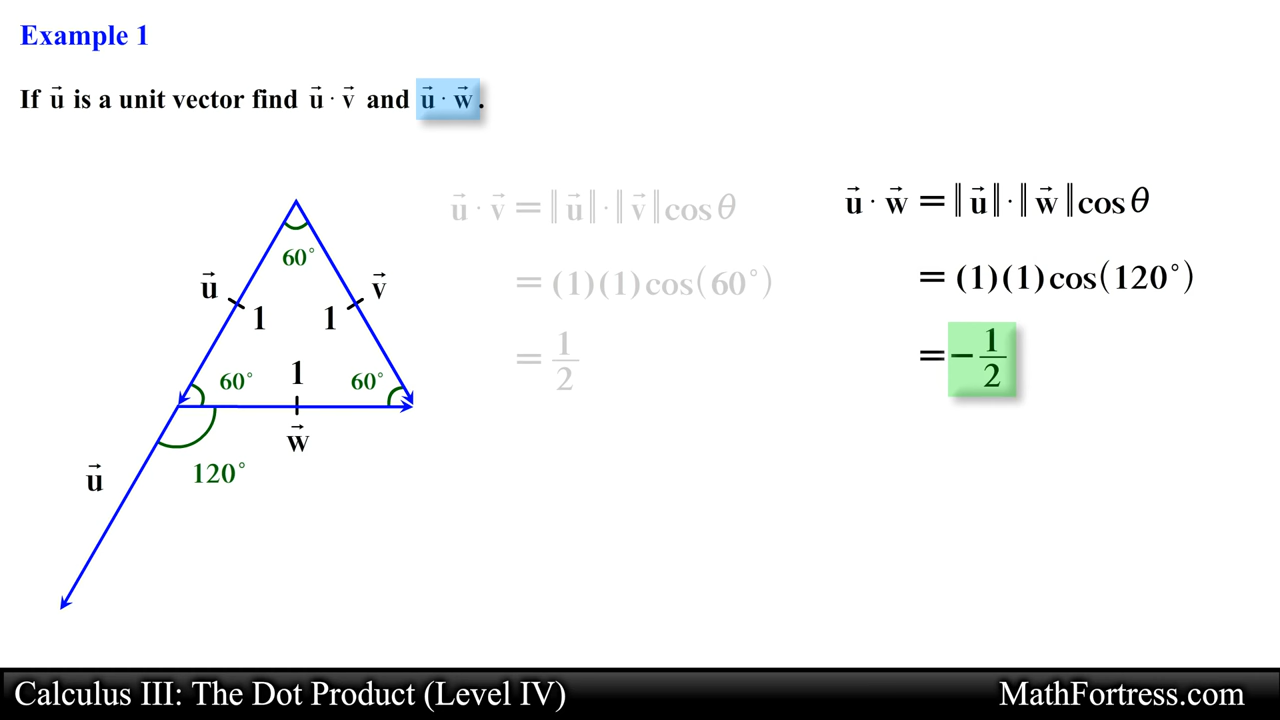 Example 1
If u⃗ is a unit vector find u⃗ · v⃗ and u⃗ · w⃗.
u⃗ · v⃗ = ‖u⃗‖·‖v⃗‖cos θ
= (1)(1)cos(60°)
= 1/2
u⃗ · w⃗ = ‖u⃗‖·‖w⃗‖cos θ
= (1)(1)cos(120°)
= -1/2
60°
u⃗
v⃗
1
1
60°
1
60°
w⃗
120°
u⃗
Calculus III: The Dot Product (Level IV)
MathFortress.com